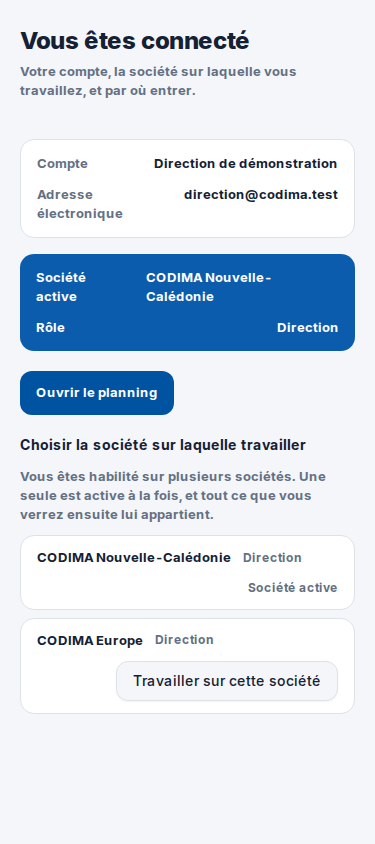 Vous êtes connecté
Votre compte, la société sur laquelle vous
travaillez, et par où entrer.
Compte Direction de démonstration
Adresse électronique direction@codima.test
Société active CODIMA Nouvelle-Calédonie
Rôle Direction
Ouvrir le planning
Choisir la société sur laquelle travailler
Vous êtes habilité sur plusieurs sociétés. Une
seule est active à la fois, et tout ce que vous
verrez ensuite lui appartient.
CODIMA Nouvelle-Calédonie Direction
Société active
CODIMA Europe Direction
Travailler sur cette société